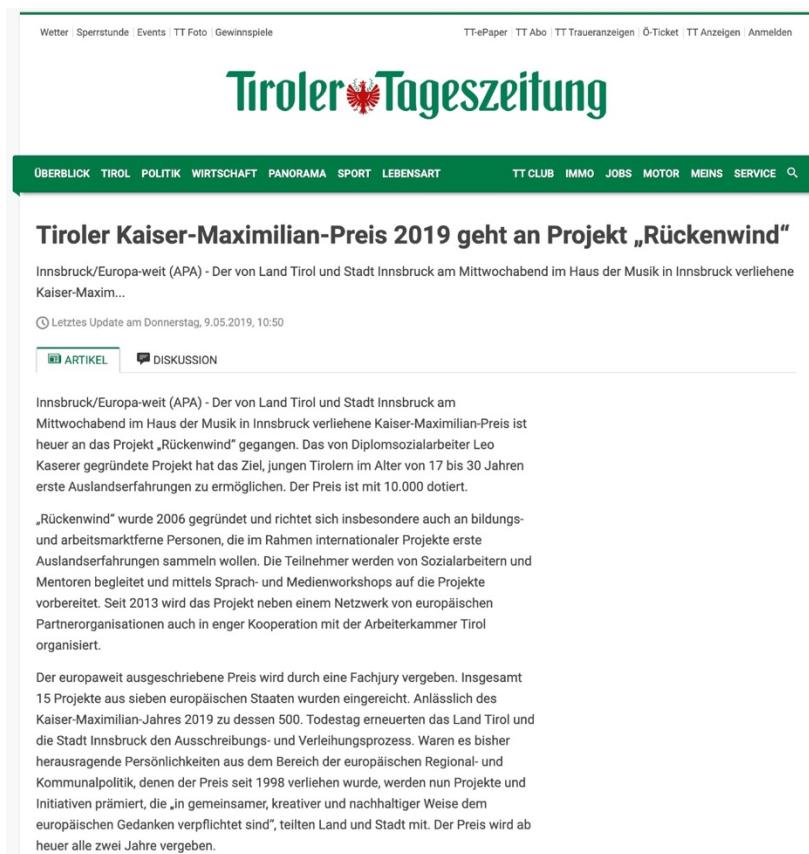 Wetter Sperrstunde Events TT Foto Gewinnspiele TT-ePaper TT Abo TT Traueranzeigen Ö-Ticket TT Anzeigen Anmelden
Tiroler Tageszeitung
ÜBERBLICK TIROL POLITIK WIRTSCHAFT PANORAMA SPORT LEBENSART TT CLUB IMMO JOBS MOTOR MEINS SERVICE
Tiroler Kaiser-Maximilian-Preis 2019 geht an Projekt „Rückenwind“
Innsbruck/Europa-weit (APA) - Der von Land Tirol und Stadt Innsbruck am Mittwochabend im Haus der Musik in Innsbruck verliehene
Kaiser-Maxim...
Letztes Update am Donnerstag, 9.05.2019, 10:50
ARTIKEL DISKUSSION
Innsbruck/Europa-weit (APA) - Der von Land Tirol und Stadt Innsbruck am
Mittwochabend im Haus der Musik in Innsbruck verliehene Kaiser-Maximilian-Preis ist
heuer an das Projekt „Rückenwind“ gegangen. Das von Diplomsozialarbeiter Leo
Kaserer gegründete Projekt hat das Ziel, jungen Tirolern im Alter von 17 bis 30 Jahren
erste Auslandserfahrungen zu ermöglichen. Der Preis ist mit 10.000 dotiert.
„Rückenwind“ wurde 2006 gegründet und richtet sich insbesondere auch an bildungs-
und arbeitsmarktferne Personen, die im Rahmen internationaler Projekte erste
Auslandserfahrungen sammeln wollen. Die Teilnehmer werden von Sozialarbeitern und
Mentoren begleitet und mittels Sprach- und Medienworkshops auf die Projekte
vorbereitet. Seit 2013 wird das Projekt neben einem Netzwerk von europäischen
Partnerorganisationen auch in enger Kooperation mit der Arbeiterkammer Tirol
organisiert.
Der europaweit ausgeschriebene Preis wird durch eine Fachjury vergeben. Insgesamt
15 Projekte aus sieben europäischen Staaten wurden eingereicht. Anlässlich des
Kaiser-Maximilian-Jahres 2019 zu dessen 500. Todestag erneuerten das Land Tirol und
die Stadt Innsbruck den Ausschreibungs- und Verleihungsprozess. Waren es bisher
herausragende Persönlichkeiten aus dem Bereich der europäischen Regional- und
Kommunalpolitik, denen der Preis seit 1998 verliehen wurde, werden nun Projekte und
Initiativen prämiert, die „in gemeinsamer, kreativer und nachhaltiger Weise dem
europäischen Gedanken verpflichtet sind“, teilten Land und Stadt mit. Der Preis wird ab
heuer alle zwei Jahre vergeben.